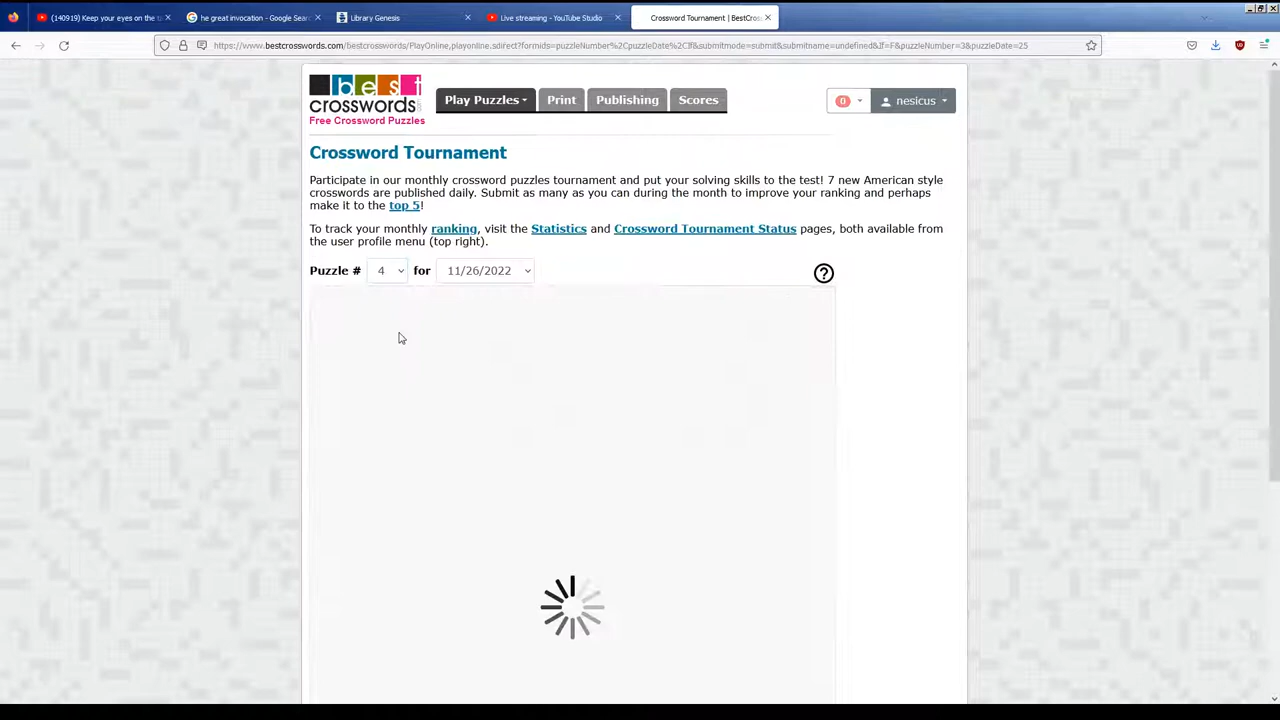 (140919) Keep your eyes on the t
he great invocation - Google Sear
Library Genesis
Live streaming - YouTube Studio
Crossword Tournament | BestCros
https://www.bestcrosswords.com/bestcrosswords/PlayOnline,playonline.sdirect?formids=puzzleNumber%2CpuzzleDate%2CIf&submitmode=submit&submitname=undefined&If=F&puzzleNumber=3&puzzleDate=25
best
crosswords.com
Free Crossword Puzzles
Play Puzzles
Print
Publishing
Scores
0
nesicus
Crossword Tournament
Participate in our monthly crossword puzzles tournament and put your solving skills to the test! 7 new American style
crosswords are published daily. Submit as many as you can during the month to improve your ranking and perhaps
make it to the top 5!
To track your monthly ranking, visit the Statistics and Crossword Tournament Status pages, both available from
the user profile menu (top right).
Puzzle # 4 for 11/26/2022